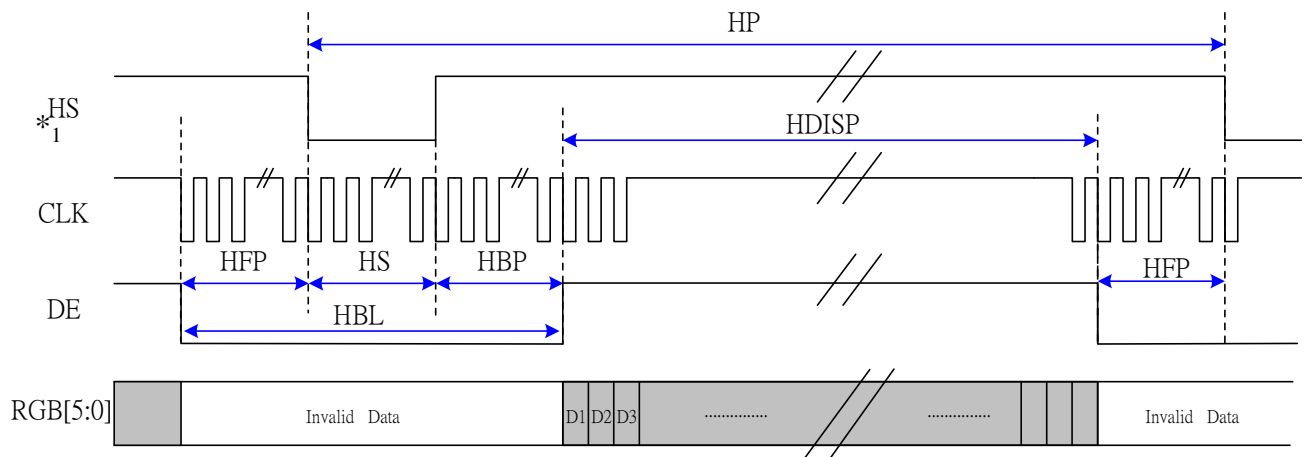 HP
HS
*1
HDISP
CLK
HFP
HS
HBP
HFP
DE
HBL
RGB[5:0]
Invalid Data
D1
D2
D3
...............
...............
Invalid Data